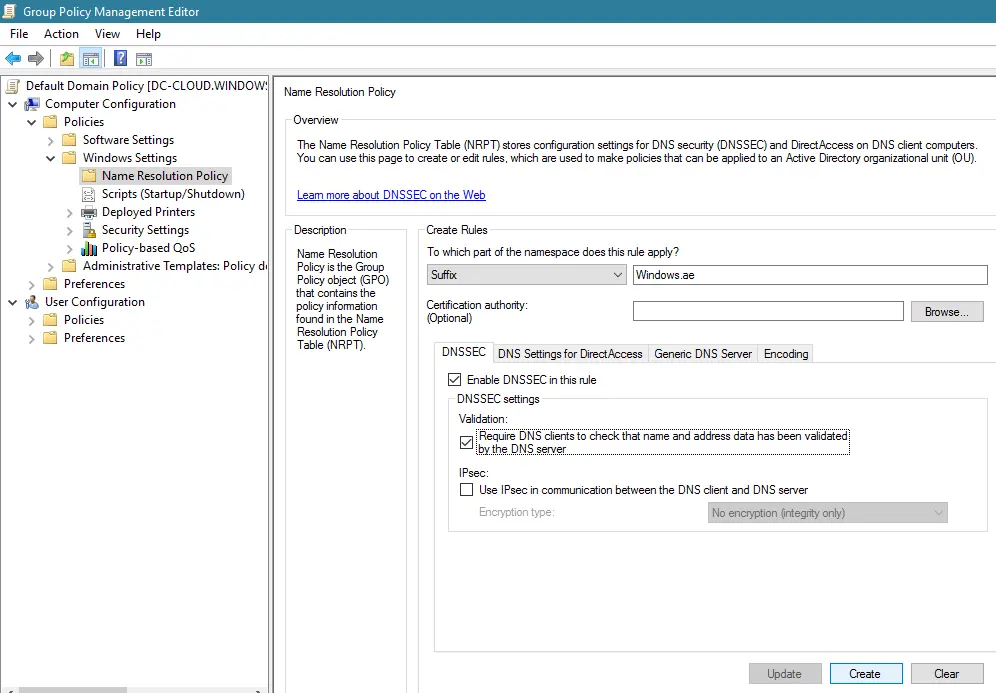 Group Policy Management Editor
File Action View Help
Default Domain Policy [DC-CLOUD.WINDOWS
Computer Configuration
Policies
Software Settings
Windows Settings
Name Resolution Policy
Scripts (Startup/Shutdown)
Deployed Printers
Security Settings
Policy-based QoS
Administrative Templates: Policy de
Preferences
User Configuration
Policies
Preferences
Name Resolution Policy
Overview
The Name Resolution Policy Table (NRPT) stores configuration settings for DNS security (DNSSEC) and DirectAccess on DNS client computers.
You can use this page to create or edit rules, which are used to make policies that can be applied to an Active Directory organizational unit (OU).
Learn more about DNSSEC on the Web
Description
Name Resolution
Policy is the Group
Policy object (GPO)
that contains the
policy information
found in the Name
Resolution Policy
Table (NRPT).
Create Rules
To which part of the namespace does this rule apply?
Suffix Windows.ae
Certification authority:
(Optional)
Browse...
DNSSEC DNS Settings for DirectAccess Generic DNS Server Encoding
Enable DNSSEC in this rule
DNSSEC settings
Validation:
Require DNS clients to check that name and address data has been validated
by the DNS server
IPsec:
Use IPsec in communication between the DNS client and DNS server
Encryption type: No encryption (integrity only)
Update Create Clear